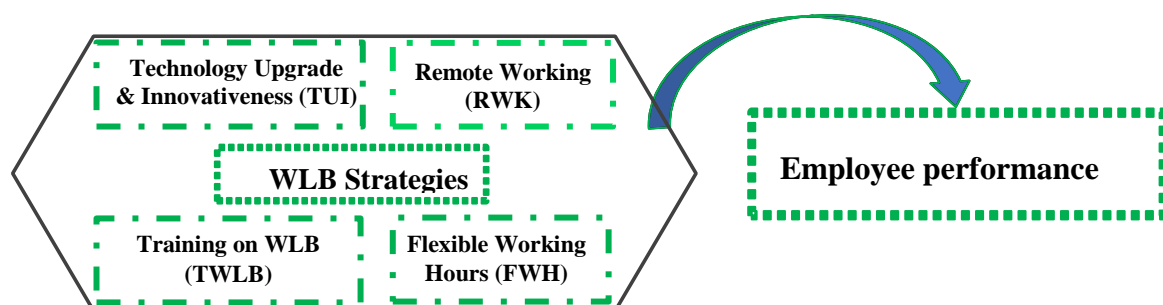 Technology Upgrade
& Innovativeness (TUI)
Remote Working
(RWK)
WLB Strategies
Training on WLB
(TWLB)
Flexible Working
Hours (FWH)
Employee performance